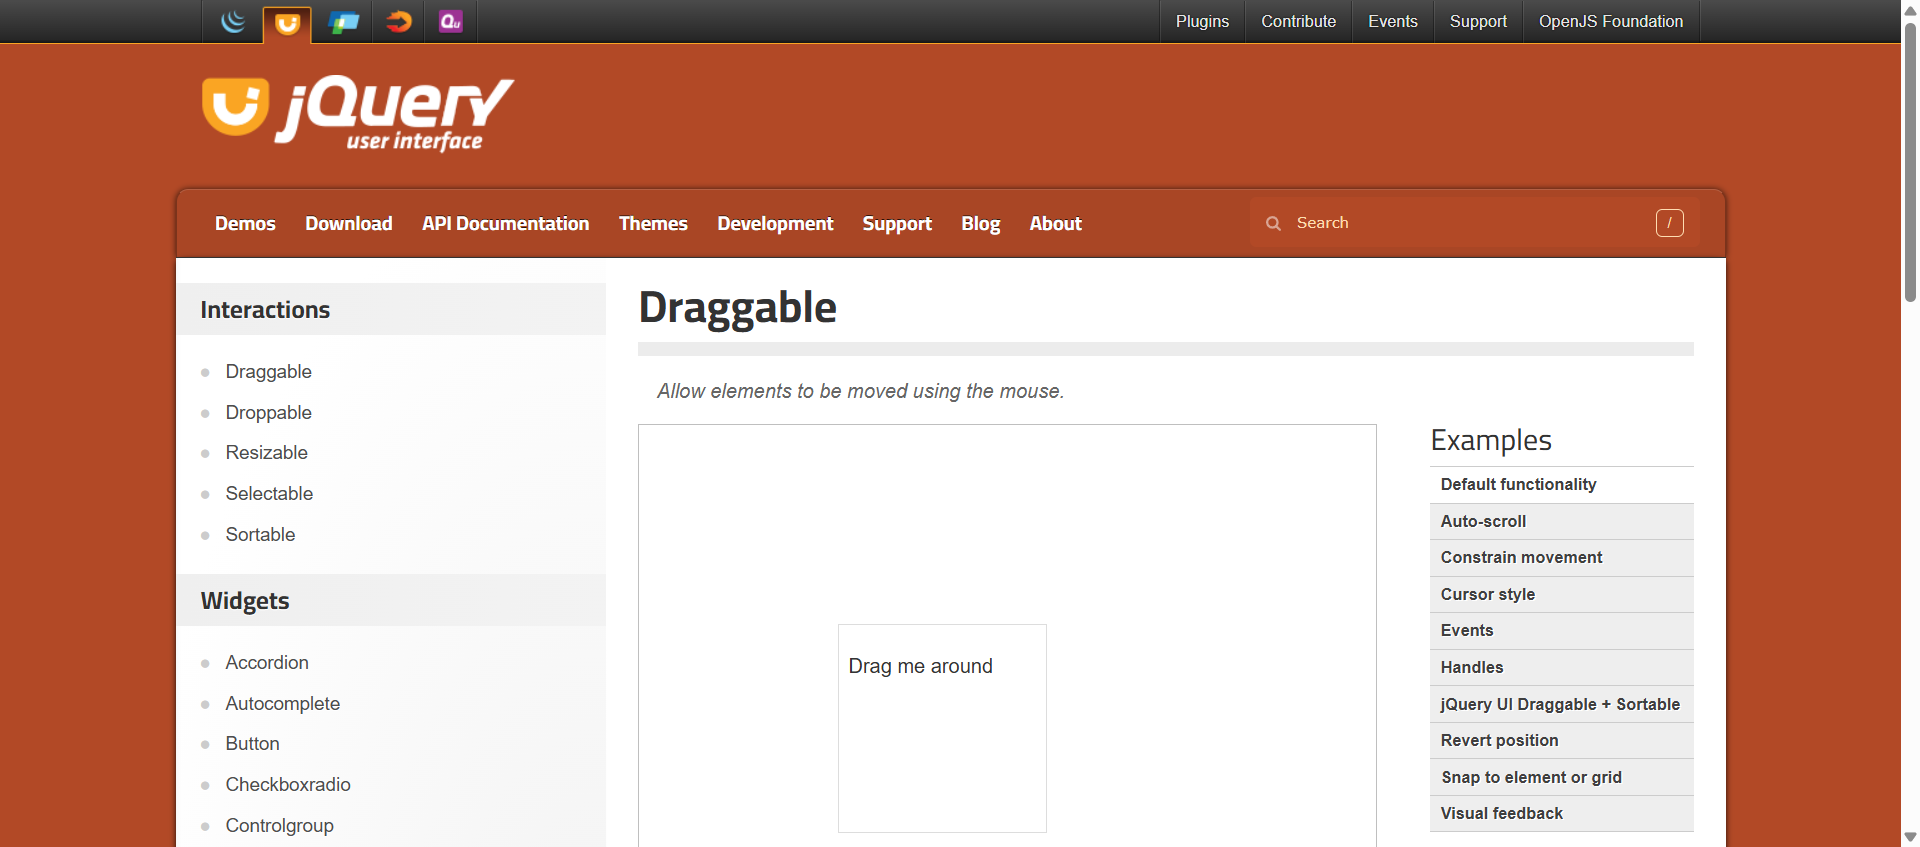 Qu
Plugins
Contribute
Events
Support
OpenJS Foundation
jQuery
user interface
Demos
Download
API Documentation
Themes
Development
Support
Blog
About
Search
/
Interactions
Draggable
Droppable
Resizable
Selectable
Sortable
Widgets
Accordion
Autocomplete
Button
Checkboxradio
Controlgroup
Draggable
Allow elements to be moved using the mouse.
Drag me around
Examples
Default functionality
Auto-scroll
Constrain movement
Cursor style
Events
Handles
jQuery UI Draggable + Sortable
Revert position
Snap to element or grid
Visual feedback